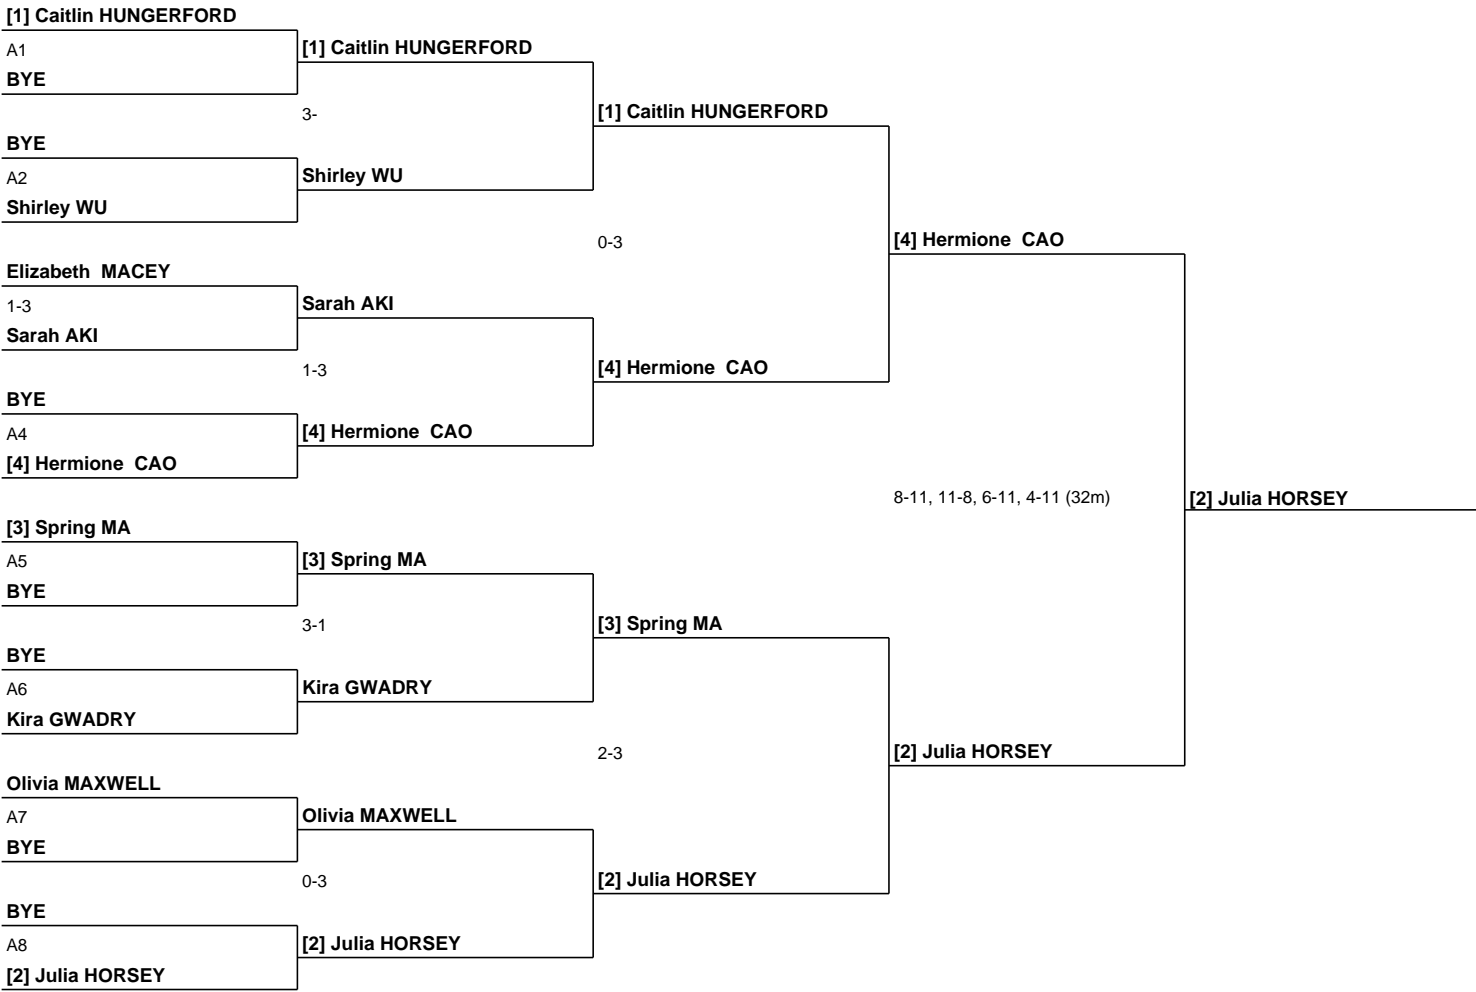 [1] Caitlin HUNGERFORD
A1
BYE
[1] Caitlin HUNGERFORD
3-
[1] Caitlin HUNGERFORD
BYE
A2
Shirley WU
Shirley WU
0-3
[4] Hermione  CAO
Elizabeth  MACEY
1-3
Sarah AKI
Sarah AKI
1-3
[4] Hermione  CAO
BYE
A4
[4] Hermione  CAO
[4] Hermione  CAO
8-11, 11-8, 6-11, 4-11 (32m)
[2] Julia HORSEY
[3] Spring MA
A5
BYE
[3] Spring MA
3-1
[3] Spring MA
BYE
A6
Kira GWADRY
Kira GWADRY
2-3
[2] Julia HORSEY
Olivia MAXWELL
A7
BYE
Olivia MAXWELL
0-3
[2] Julia HORSEY
BYE
A8
[2] Julia HORSEY
[2] Julia HORSEY